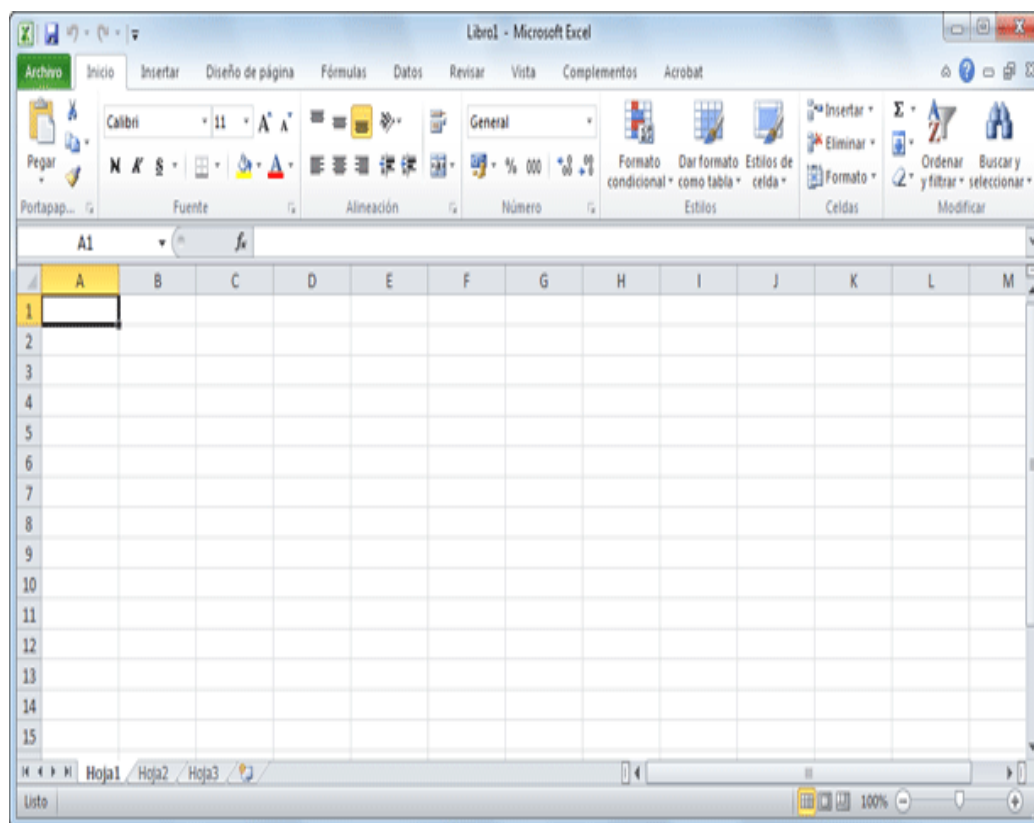 Libro1 - Microsoft Excel
Archivo Inicio Insertar Diseño de página Fórmulas Datos Revisar Vista Complementos Acrobat
Calibri 11 A A General Insertar Σ
Eliminar
Pegar N K S A % 000 Formato condicional Dar formato como tabla Estilos de celda Formato Ordenar y filtrar Buscar y seleccionar
Portapap... Fuente Alineación Número Estilos Celdas Modificar
A1 fx
A B C D E F G H I J K L M
1
2
3
4
5
6
7
8
9
10
11
12
13
14
15
Hoja1 Hoja2 Hoja3
Listo 100%